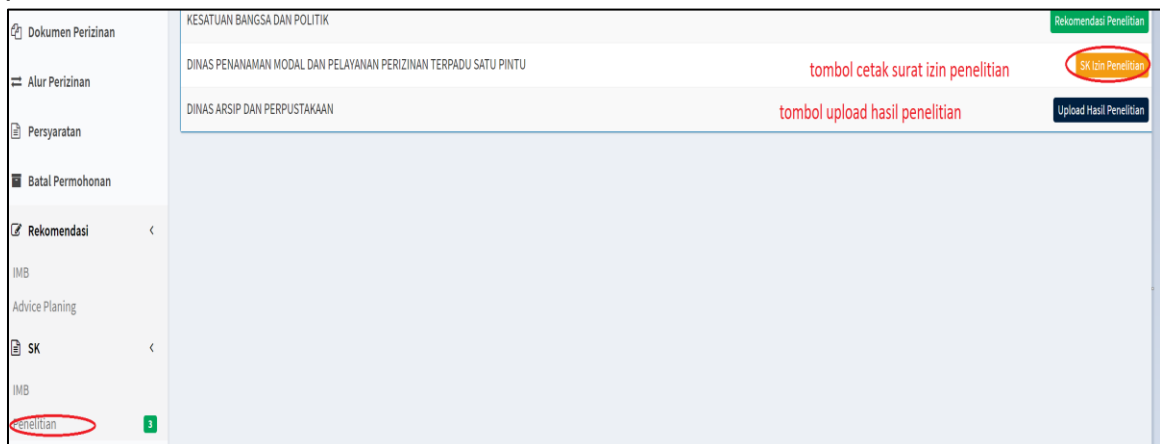 Dokumen Perizinan
Alur Perizinan
Persyaratan
Batal Permohonan
Rekomendasi
IMB
Advice Planing
SK
IMB
Penelitian 3
KESATUAN BANGSA DAN POLITIK Rekomendasi Penelitian
DINAS PENANAMAN MODAL DAN PELAYANAN PERIZINAN TERPADU SATU PINTU tombol cetak surat izin penelitian SK Izin Penelitian
DINAS ARSIP DAN PERPUSTAKAAN tombol upload hasil penelitian Upload Hasil Penelitian